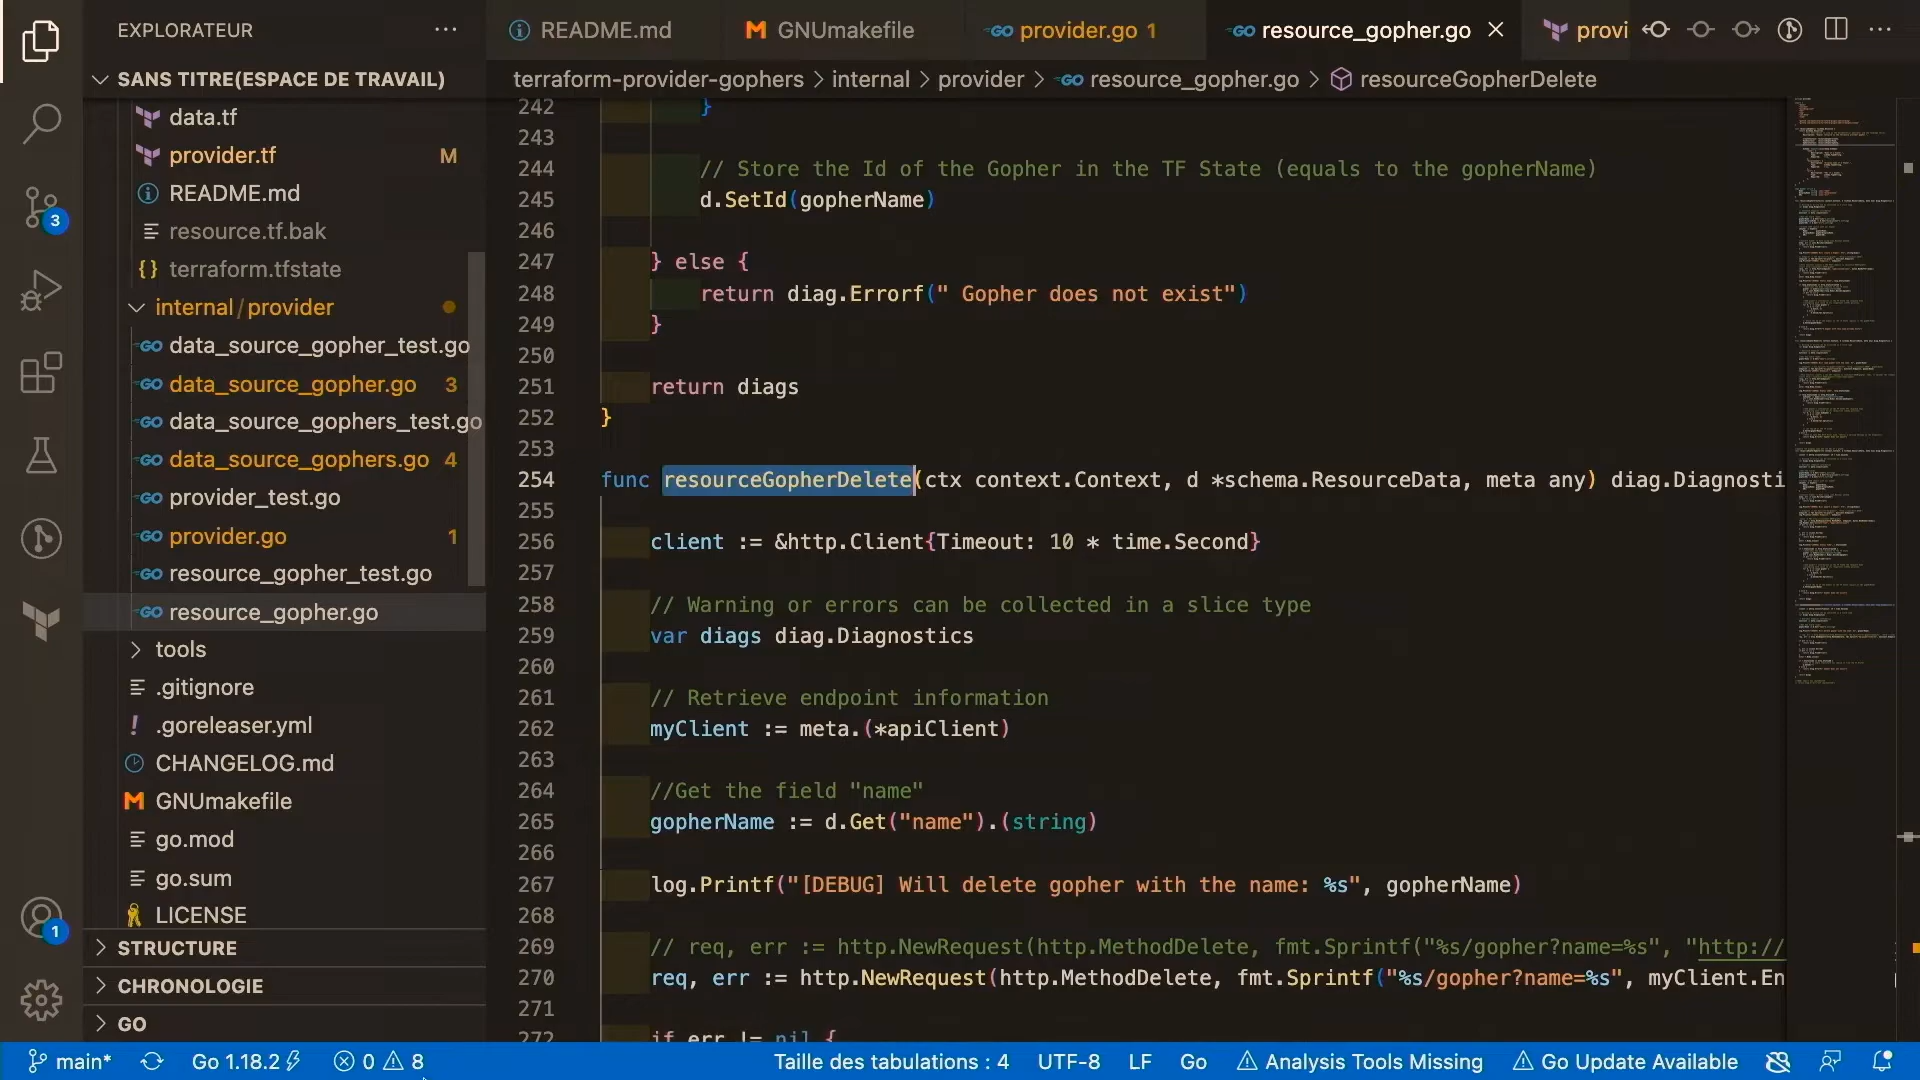 EXPLORATEUR
SANS TITRE(ESPACE DE TRAVAIL)
data.tf
provider.tf M
README.md
resource.tf.bak
terraform.tfstate
internal/provider
data_source_gopher_test.go
data_source_gopher.go 3
data_source_gophers_test.go
data_source_gophers.go 4
provider_test.go
provider.go 1
resource_gopher_test.go
resource_gopher.go
tools
.gitignore
.goreleaser.yml
CHANGELOG.md
GNUmakefile
go.mod
go.sum
LICENSE
STRUCTURE
CHRONOLOGIE
GO
3
1
README.md GNUmakefile provider.go 1 resource_gopher.go provi
terraform-provider-gophers > internal > provider > resource_gopher.go > resourceGopherDelete
242 }
243
244 // Store the Id of the Gopher in the TF State (equals to the gopherName)
245 d.SetId(gopherName)
246
247 } else {
248 return diag.Errorf(" Gopher does not exist")
249 }
250
251 return diags
252 }
253
254 func resourceGopherDelete(ctx context.Context, d *schema.ResourceData, meta any) diag.Diagnosti
255
256 client := &http.Client{Timeout: 10 * time.Second}
257
258 // Warning or errors can be collected in a slice type
259 var diags diag.Diagnostics
260
261 // Retrieve endpoint information
262 myClient := meta.(*apiClient)
263
264 //Get the field "name"
265 gopherName := d.Get("name").(string)
266
267 log.Printf("[DEBUG] Will delete gopher with the name: %s", gopherName)
268
269 // req, err := http.NewRequest(http.MethodDelete, fmt.Sprintf("%s/gopher?name=%s", "http://
270 req, err := http.NewRequest(http.MethodDelete, fmt.Sprintf("%s/gopher?name=%s", myClient.En
271
272 if err != nil {
main* Go 1.18.2 0 8 Taille des tabulations : 4 UTF-8 LF Go Analysis Tools Missing Go Update Available